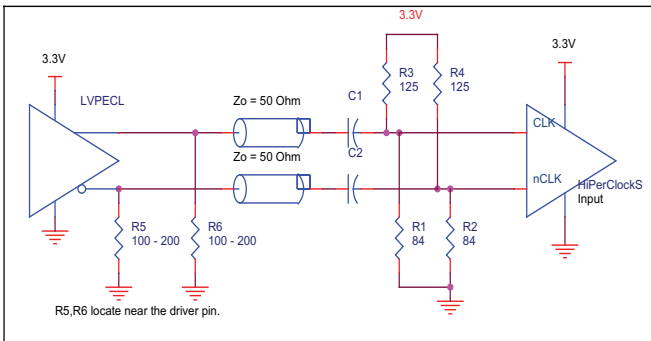 3.3V
3.3V
3.3V
LVPECL
R3
125
R4
125
C1
Zo = 50 Ohm
CLK
C2
Zo = 50 Ohm
nCLK
HiPerClockS
Input
R5
100 - 200
R6
100 - 200
R1
84
R2
84
R5,R6 locate near the driver pin.